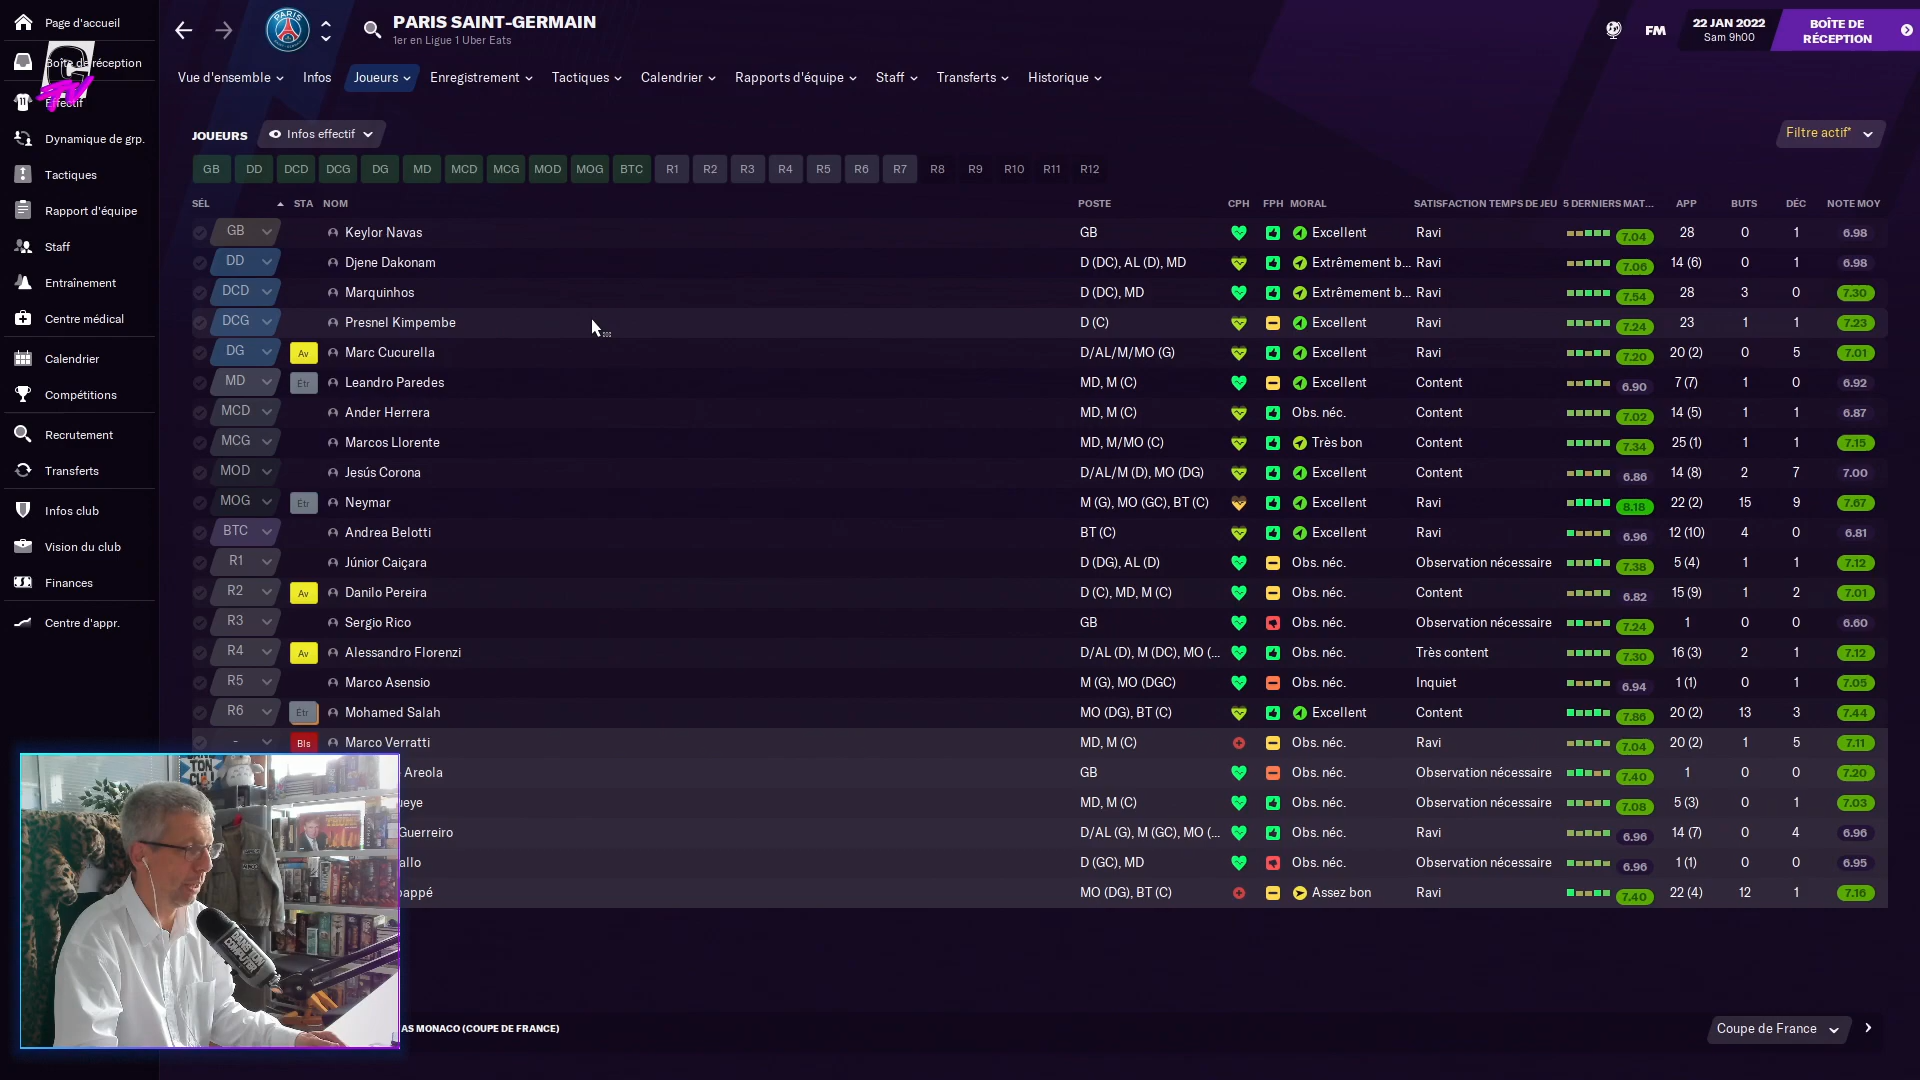 Page d'accueil
Boîte de réception
Effectif
Dynamique de grp.
Tactiques
Rapport d'équipe
Staff
Entraînement
Centre médical
Calendrier
Compétitions
Recrutement
Transferts
Infos club
Vision du club
Finances
Centre d'appr.
PARIS SAINT-GERMAIN
1er en Ligue 1 Uber Eats
FM
22 JAN 2022
Sam 9h00
BOÎTE DE
RÉCEPTION
Vue d'ensemble Infos Joueurs Enregistrement Tactiques Calendrier Rapports d'équipe Staff Transferts Historique
JOUEURS Infos effectif Filtre actif*
GB DD DCD DCG DG MD MCD MCG MOD MOG BTC R1 R2 R3 R4 R5 R6 R7 R8 R9 R10 R11 R12
SÉL STA NOM POSTE CPH FPH MORAL SATISFACTION TEMPS DE JEU 5 DERNIERS MAT... APP BUTS DÉC NOTE MOY
GB Keylor Navas GB Excellent Ravi 7.04 28 0 1 6.98
DD Djene Dakonam D (DC), AL (D), MD Extrêmement b... Ravi 7.06 14 (6) 0 1 6.98
DCD Marquinhos D (DC), MD Extrêmement b... Ravi 7.54 28 3 0 7.30
DCG Presnel Kimpembe D (C) Excellent Ravi 7.24 23 1 1 7.23
DG Av Marc Cucurella D/AL/M/MO (G) Excellent Ravi 7.20 20 (2) 0 5 7.01
MD Étr Leandro Paredes MD, M (C) Excellent Content 6.90 7 (7) 1 0 6.92
MCD Ander Herrera MD, M (C) Obs. néc. Content 7.02 14 (5) 1 1 6.87
MCG Marcos Llorente MD, M/MO (C) Très bon Content 7.34 25 (1) 1 1 7.15
MOD Jesús Corona D/AL/M (D), MO (DG) Excellent Content 6.86 14 (8) 2 7 7.00
MOG Étr Neymar M (G), MO (GC), BT (C) Excellent Ravi 8.18 22 (2) 15 9 7.67
BTC Andrea Belotti BT (C) Excellent Ravi 6.96 12 (10) 4 0 6.81
R1 Júnior Caiçara D (DG), AL (D) Obs. néc. Observation nécessaire 7.38 5 (4) 1 1 7.12
R2 Av Danilo Pereira D (C), MD, M (C) Obs. néc. Content 6.82 15 (9) 1 2 7.01
R3 Sergio Rico GB Obs. néc. Observation nécessaire 7.24 1 0 0 6.60
R4 Av Alessandro Florenzi D/AL (D), M (DC), MO (... Obs. néc. Très content 7.30 16 (3) 2 1 7.12
R5 Marco Asensio M (G), MO (DGC) Obs. néc. Inquiet 6.94 1 (1) 0 1 7.05
R6 Étr Mohamed Salah MO (DG), BT (C) Excellent Content 7.86 20 (2) 13 3 7.44
- Bls Marco Verratti MD, M (C) Obs. néc. Ravi 7.04 20 (2) 1 5 7.11
Areola GB Obs. néc. Observation nécessaire 7.40 1 0 0 7.20
ueye MD, M (C) Obs. néc. Observation nécessaire 7.08 5 (3) 0 1 7.03
Guerreiro D/AL (G), M (GC), MO (... Obs. néc. Ravi 6.96 14 (7) 0 4 6.96
allo D (GC), MD Obs. néc. Observation nécessaire 6.96 1 (1) 0 0 6.95
bappé MO (DG), BT (C) Assez bon Ravi 7.40 22 (4) 12 1 7.16
DANS TON COMPUTER
AS MONACO (COUPE DE FRANCE)
Coupe de France